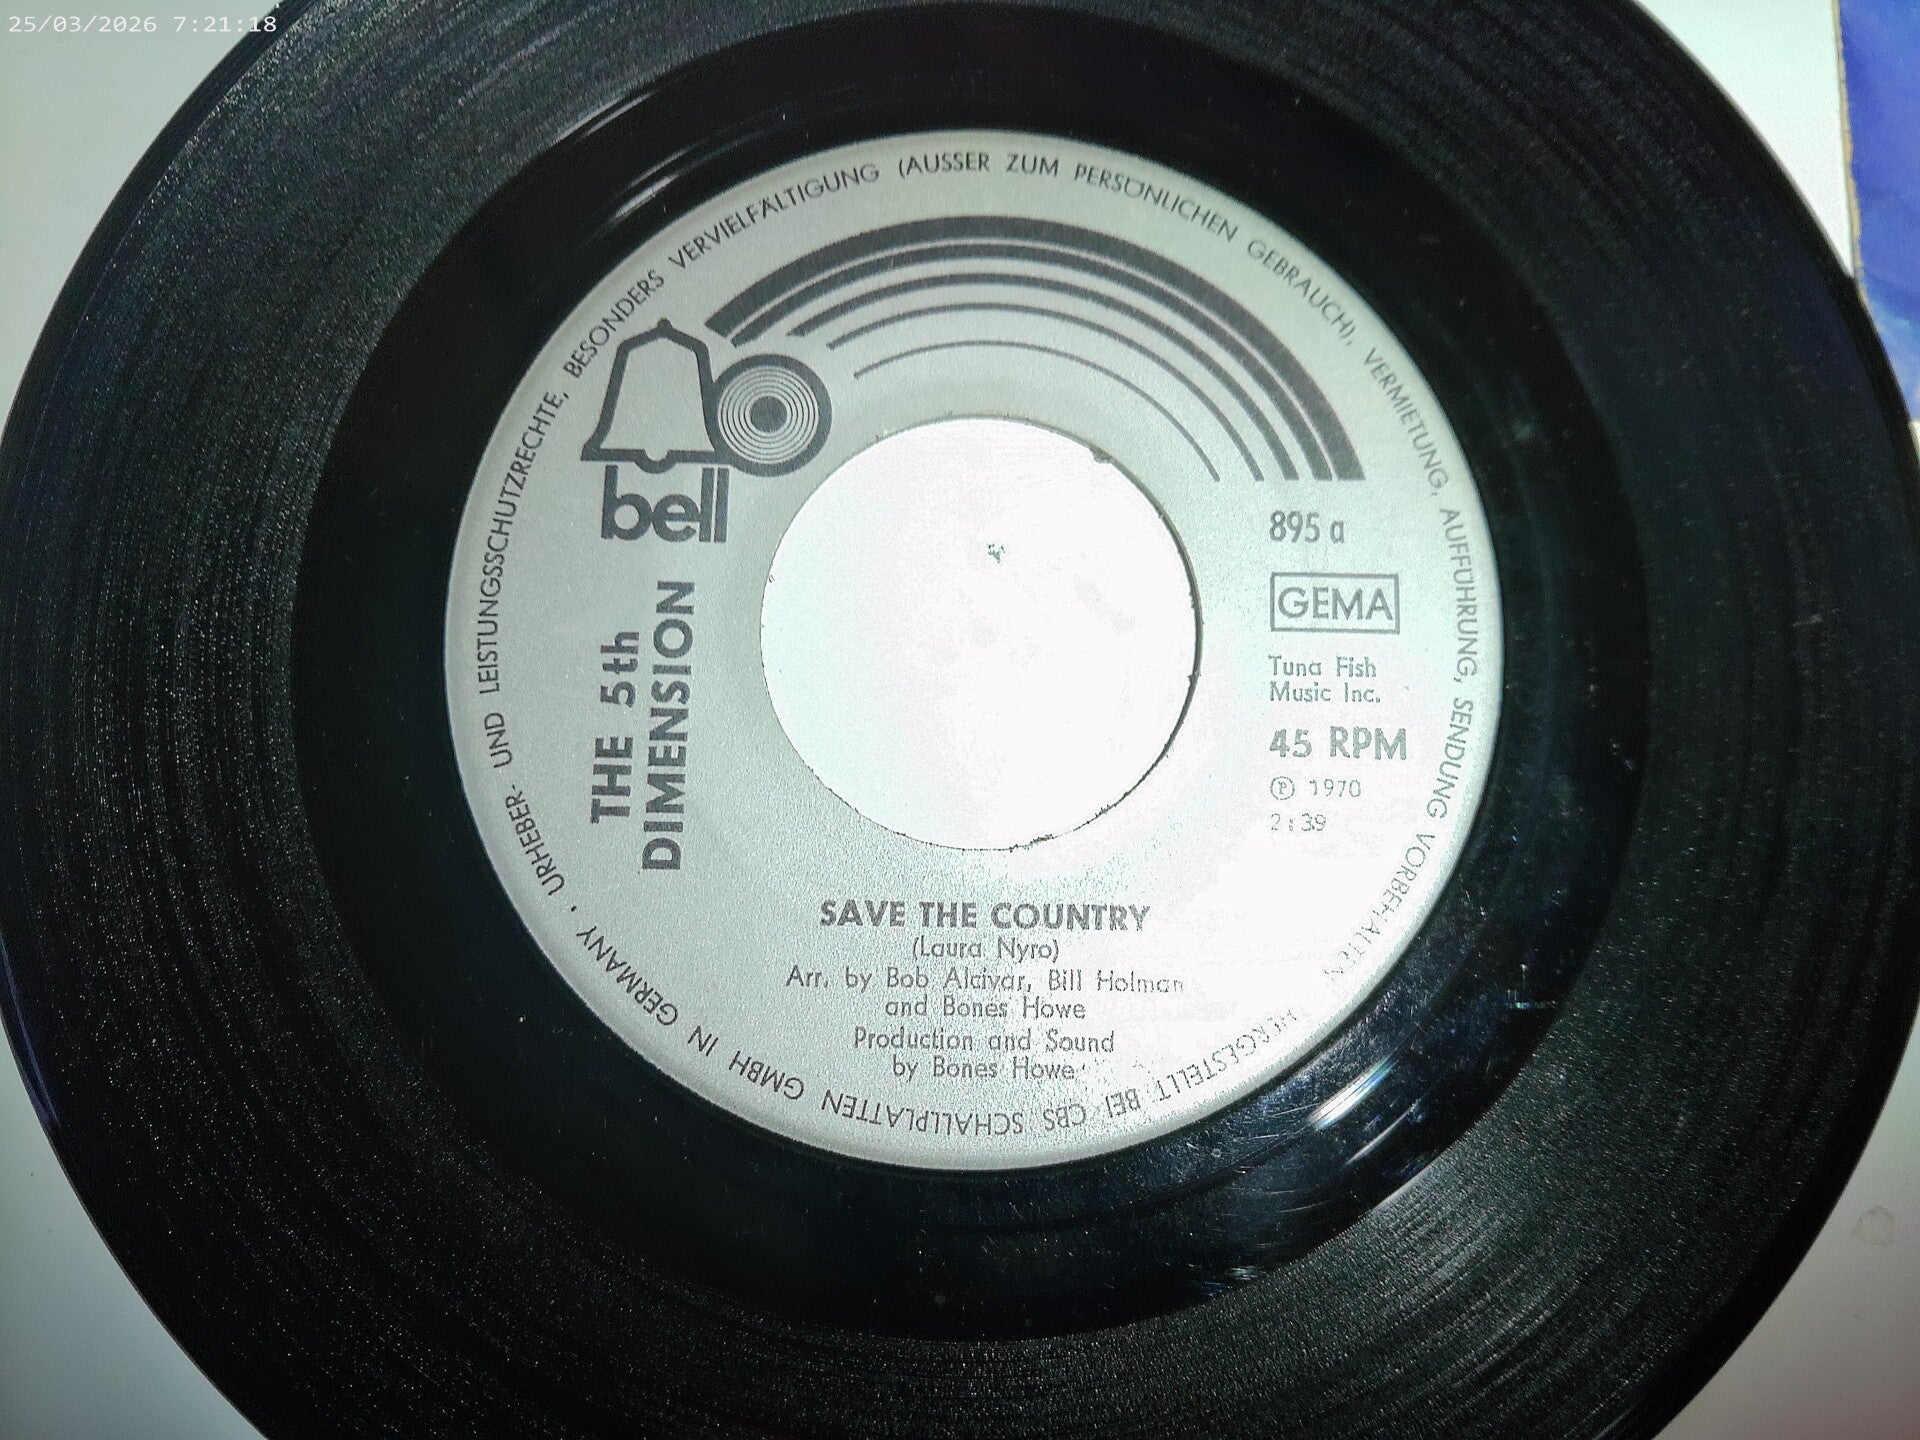 25/03/2026 7:21:18
URHEBER- UND LEISTUNGSSCHUTZRECHTE, BESONDERS VERVIELFÄLTIGUNG (AUSSER ZUM PERSÖNLICHEN GEBRAUCH), VERMIETUNG, AUFFÜHRUNG, SENDUNG VORBEHALTEN
HERGESTELLT BEI CBS SCHALLPLATTEN GMBH IN GERMANY •
bell
THE 5th
DIMENSION
895 a
GEMA
Tuna Fish
Music Inc.
45 RPM
Ⓟ 1970
2:39
SAVE THE COUNTRY
(Laura Nyro)
Arr. by Bob Alcivar, Bill Holman
and Bones Howe
Production and Sound
by Bones Howe